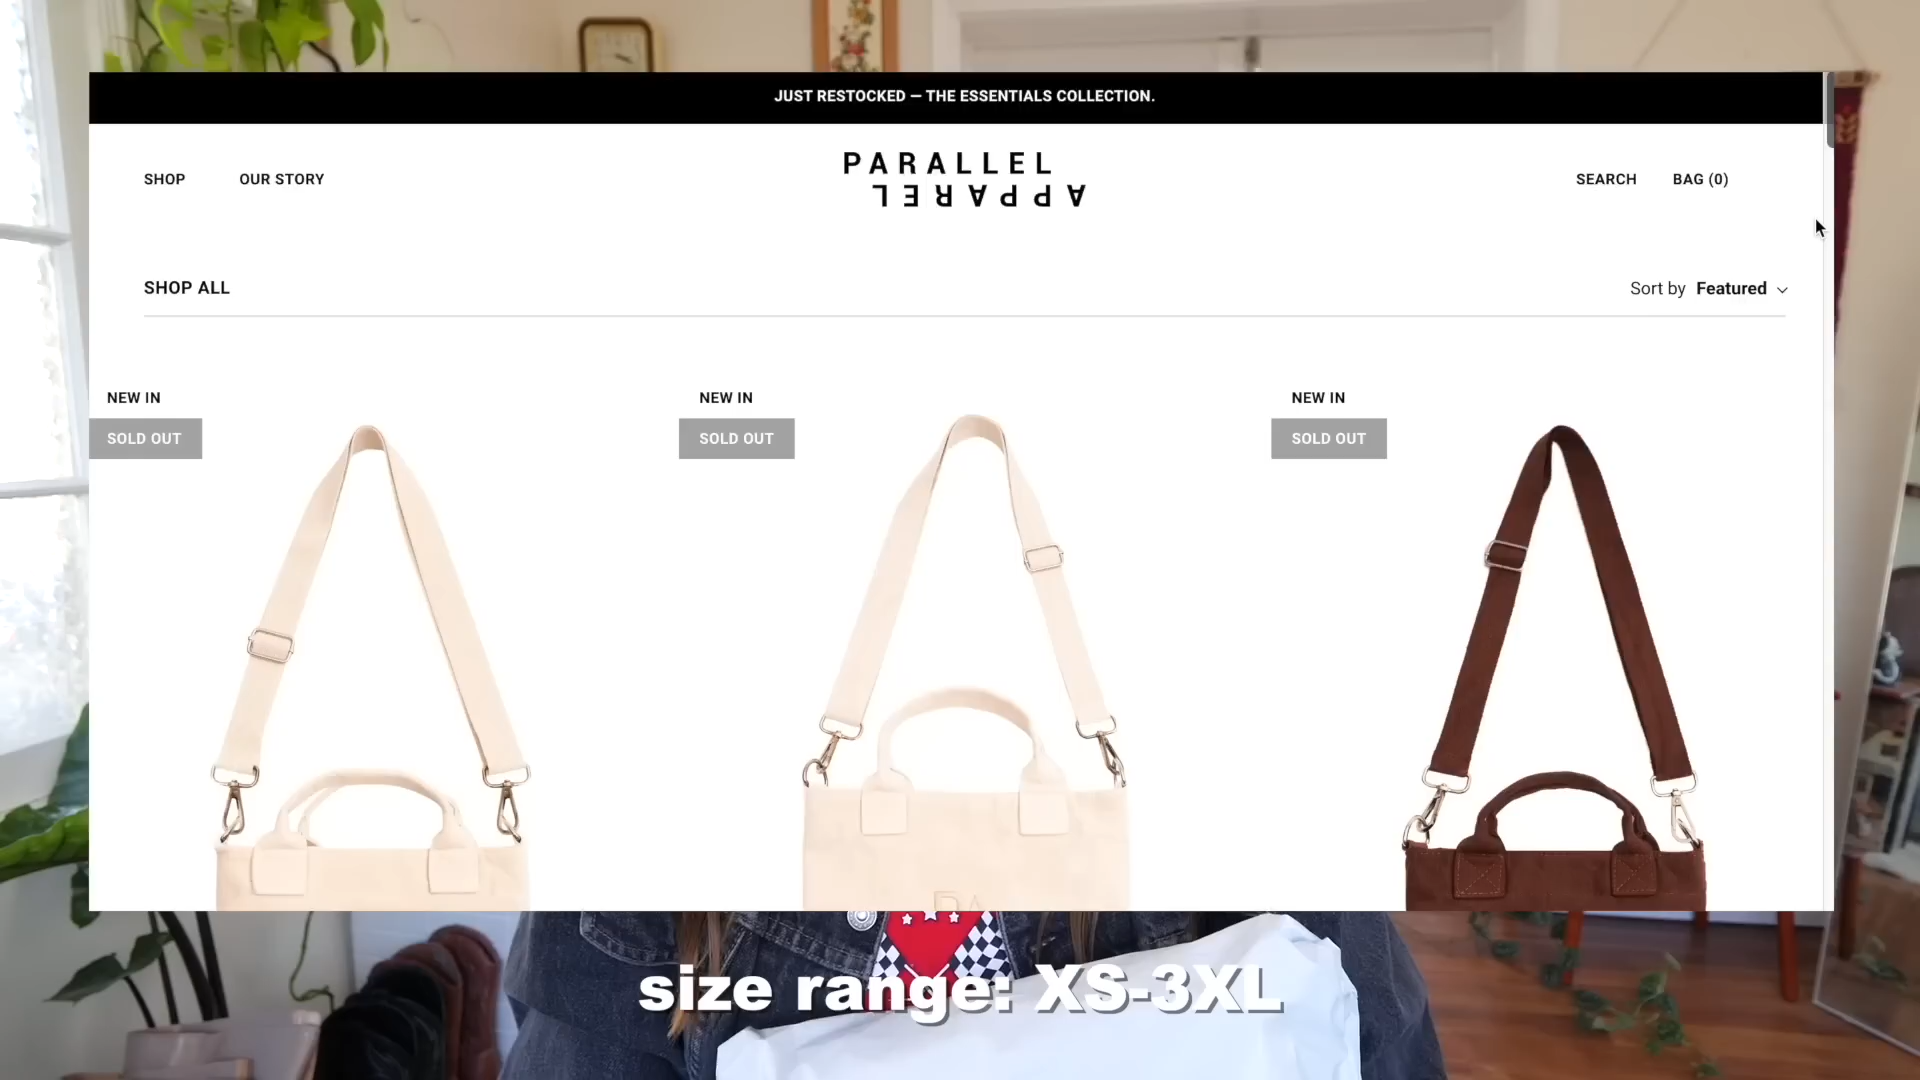 JUST RESTOCKED — THE ESSENTIALS COLLECTION.
SHOP
OUR STORY
PARALLEL
APPAREL
SEARCH
BAG (0)
SHOP ALL
Sort by Featured
NEW IN
SOLD OUT
NEW IN
SOLD OUT
NEW IN
SOLD OUT
size range: XS-3XL